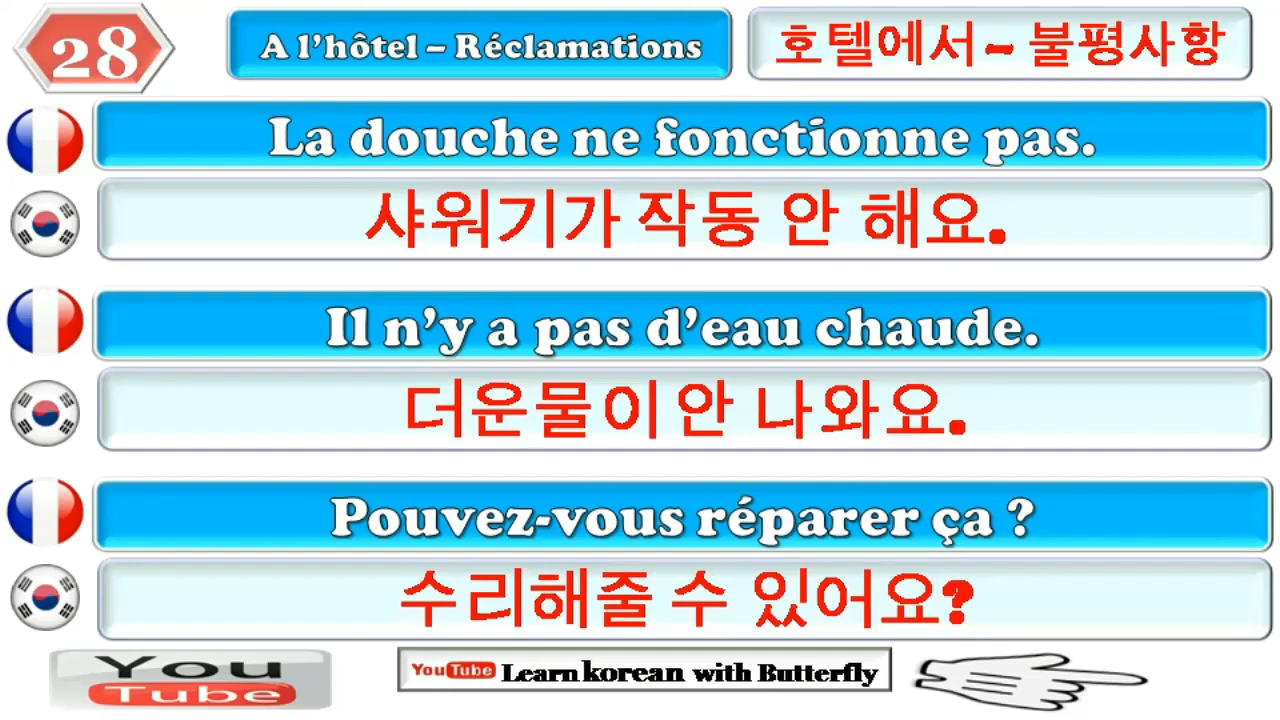 28
A l’hôtel – Réclamations
호텔에서 – 불평사항
La douche ne fonctionne pas.
샤워기가 작동 안 해요.
Il n’y a pas d’eau chaude.
더운물이 안 나와요.
Pouvez-vous réparer ça ?
수리해줄 수 있어요?
You
Tube
YouTube Learn korean with Butterfly